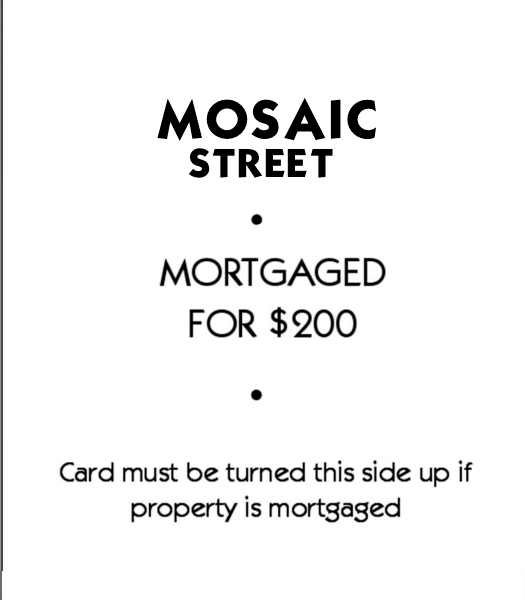 MOSAIC
STREET
•
MORTGAGED
FOR $200
•
Card must be turned this side up if
property is mortgaged